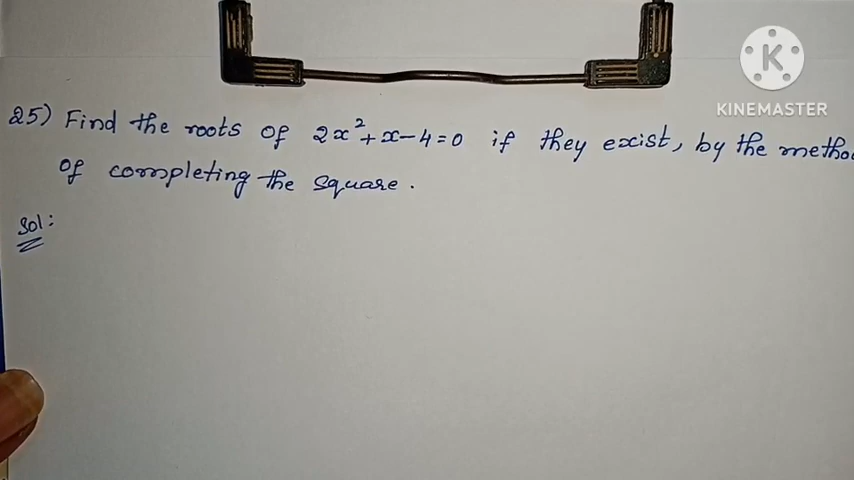 K
KINEMASTER
25) Find the roots of 2x²+x-4=0 if they exist, by the metho
of completing the square.
Sol: